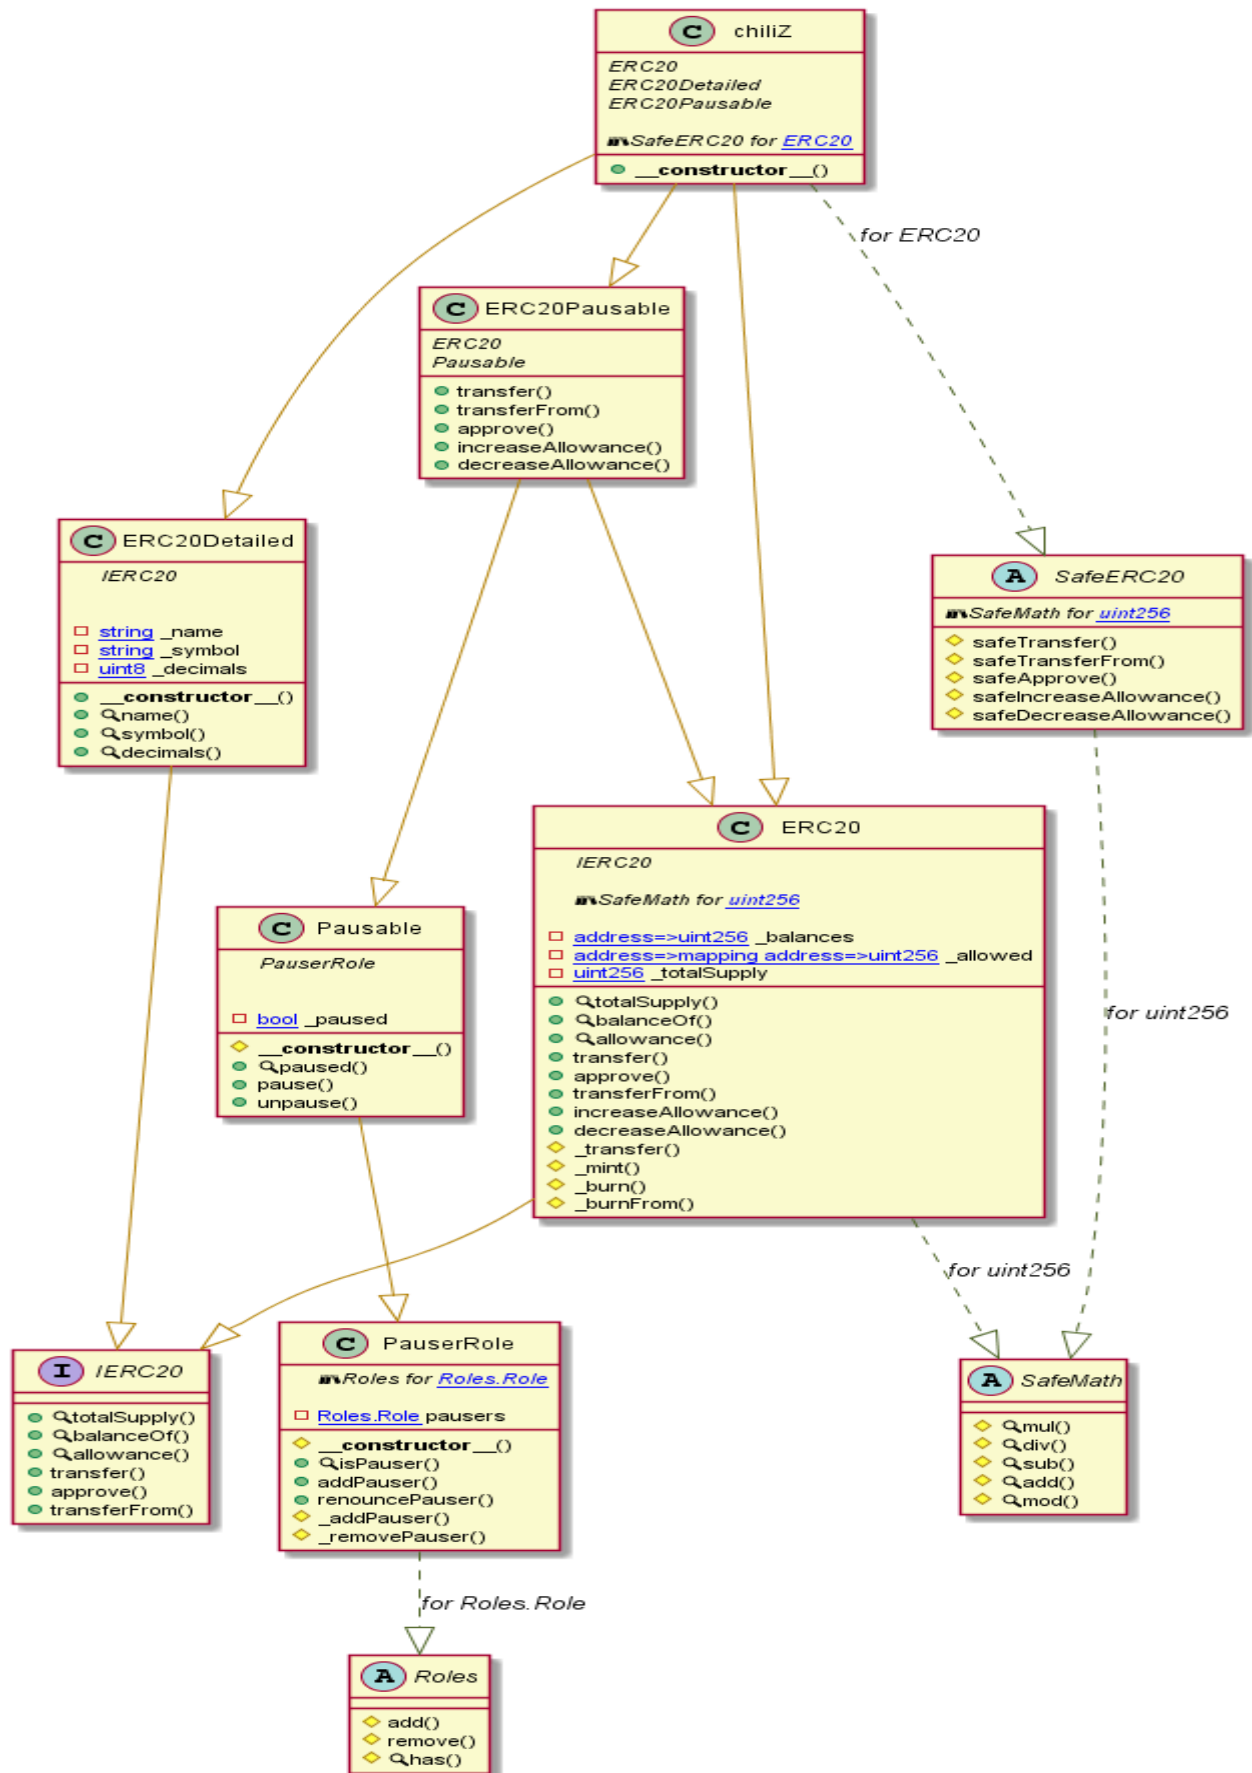 C chiliZ
ERC20
ERC20Detailed
ERC20Pausable
SafeERC20 for ERC20
__constructor__()
for ERC20
C ERC20Pausable
ERC20
Pausable
transfer()
transferFrom()
approve()
increaseAllowance()
decreaseAllowance()
C ERC20Detailed
IERC20
string _name
string _symbol
uint8 _decimals
__constructor__()
name()
symbol()
decimals()
A SafeERC20
SafeMath for uint256
safeTransfer()
safeTransferFrom()
safeApprove()
safeIncreaseAllowance()
safeDecreaseAllowance()
C ERC20
IERC20
SafeMath for uint256
address=>uint256 _balances
address=>mapping address=>uint256 _allowed
uint256 _totalSupply
totalSupply()
balanceOf()
allowance()
transfer()
approve()
transferFrom()
increaseAllowance()
decreaseAllowance()
_transfer()
_mint()
_burn()
_burnFrom()
C Pausable
PauserRole
bool _paused
__constructor__()
paused()
pause()
unpause()
for uint256
for uint256
I IERC20
totalSupply()
balanceOf()
allowance()
transfer()
approve()
transferFrom()
C PauserRole
Roles for Roles.Role
Roles.Role pausers
__constructor__()
isPauser()
addPauser()
renouncePauser()
_addPauser()
_removePauser()
A SafeMath
mul()
div()
sub()
add()
mod()
for Roles.Role
A Roles
add()
remove()
has()